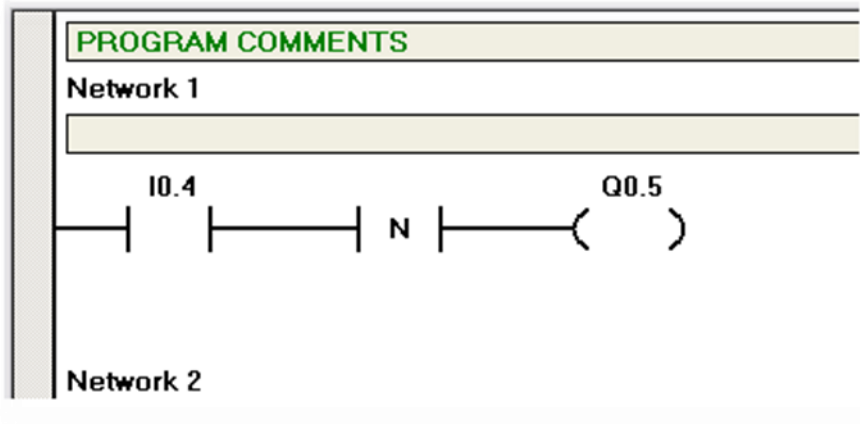 PROGRAM COMMENTS
Network 1
I0.4 Q0.5
N
Network 2